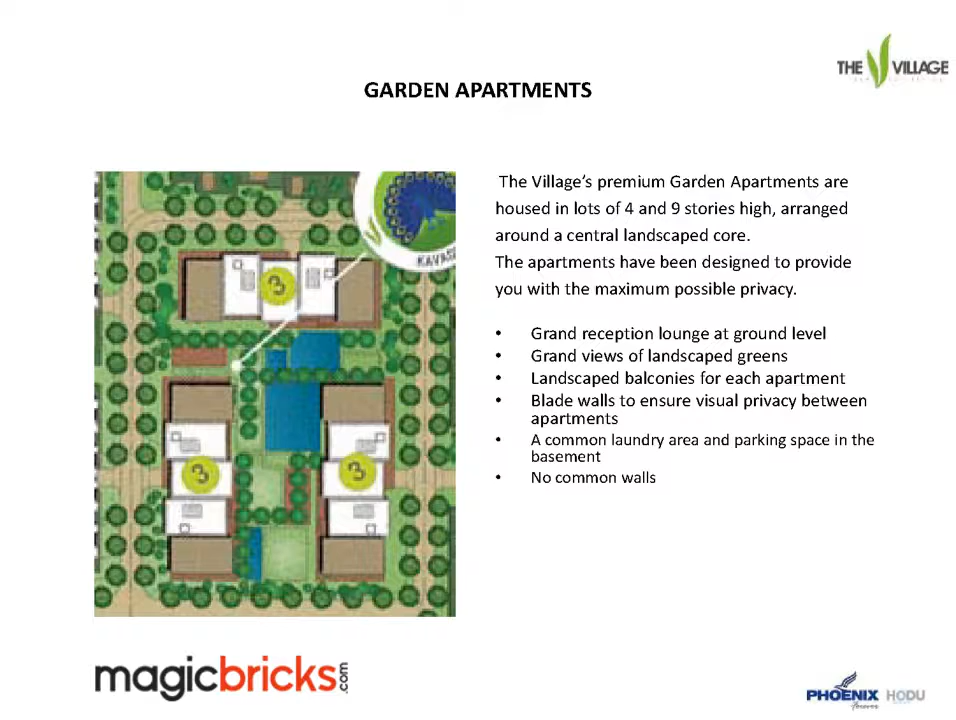 THE VILLAGE
GARDEN APARTMENTS
The Village's premium Garden Apartments are
housed in lots of 4 and 9 stories high, arranged
around a central landscaped core.
The apartments have been designed to provide
you with the maximum possible privacy.
• Grand reception lounge at ground level
• Grand views of landscaped greens
• Landscaped balconies for each apartment
• Blade walls to ensure visual privacy between
apartments
• A common laundry area and parking space in the
basement
• No common walls
3
3
3
magicbricks.com
PHOENIX
forever
HODU